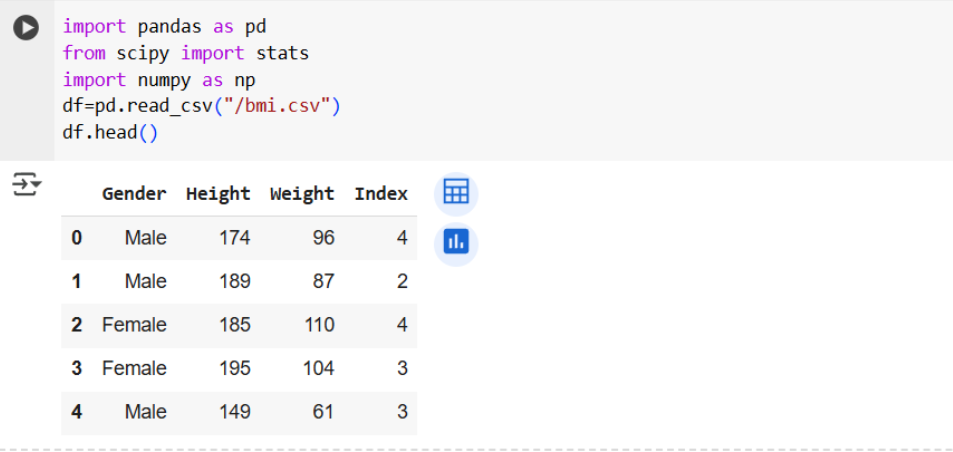 import pandas as pd
from scipy import stats
import numpy as np
df=pd.read_csv("/bmi.csv")
df.head()
Gender Height Weight Index
0 Male 174 96 4
1 Male 189 87 2
2 Female 185 110 4
3 Female 195 104 3
4 Male 149 61 3